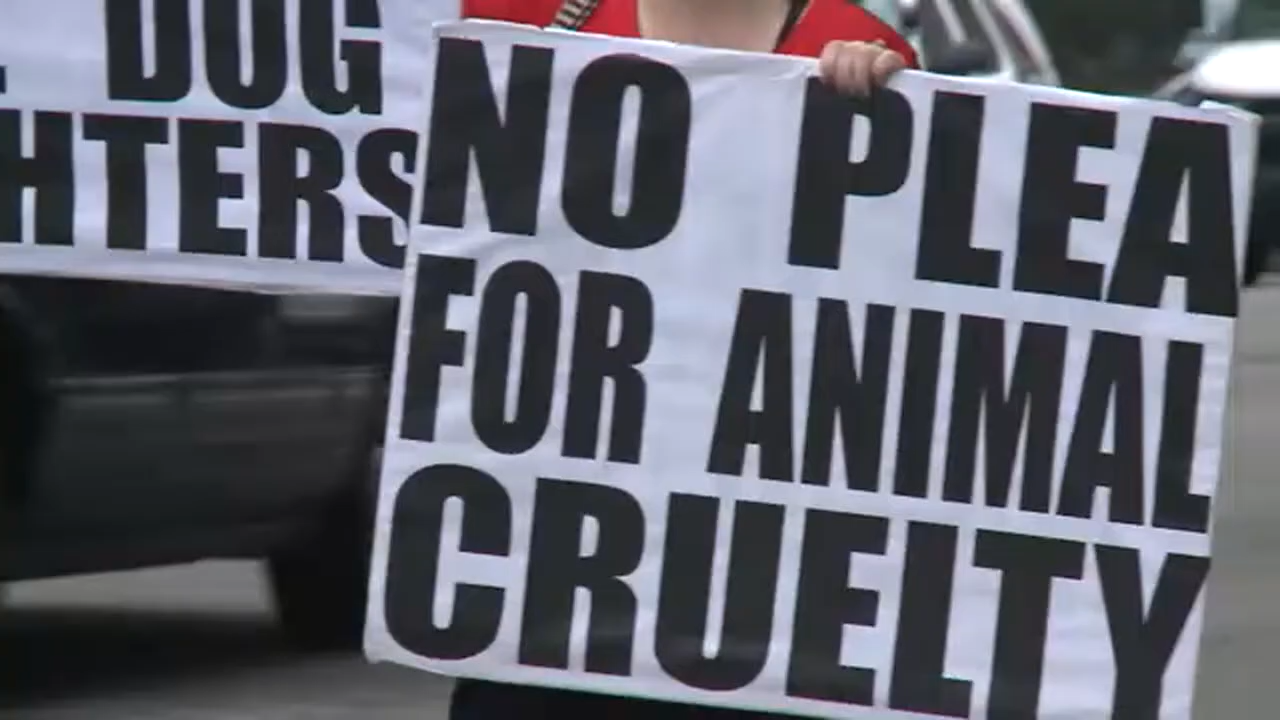 DOG
HTERS
NO PLEA
FOR ANIMAL
CRUELTY